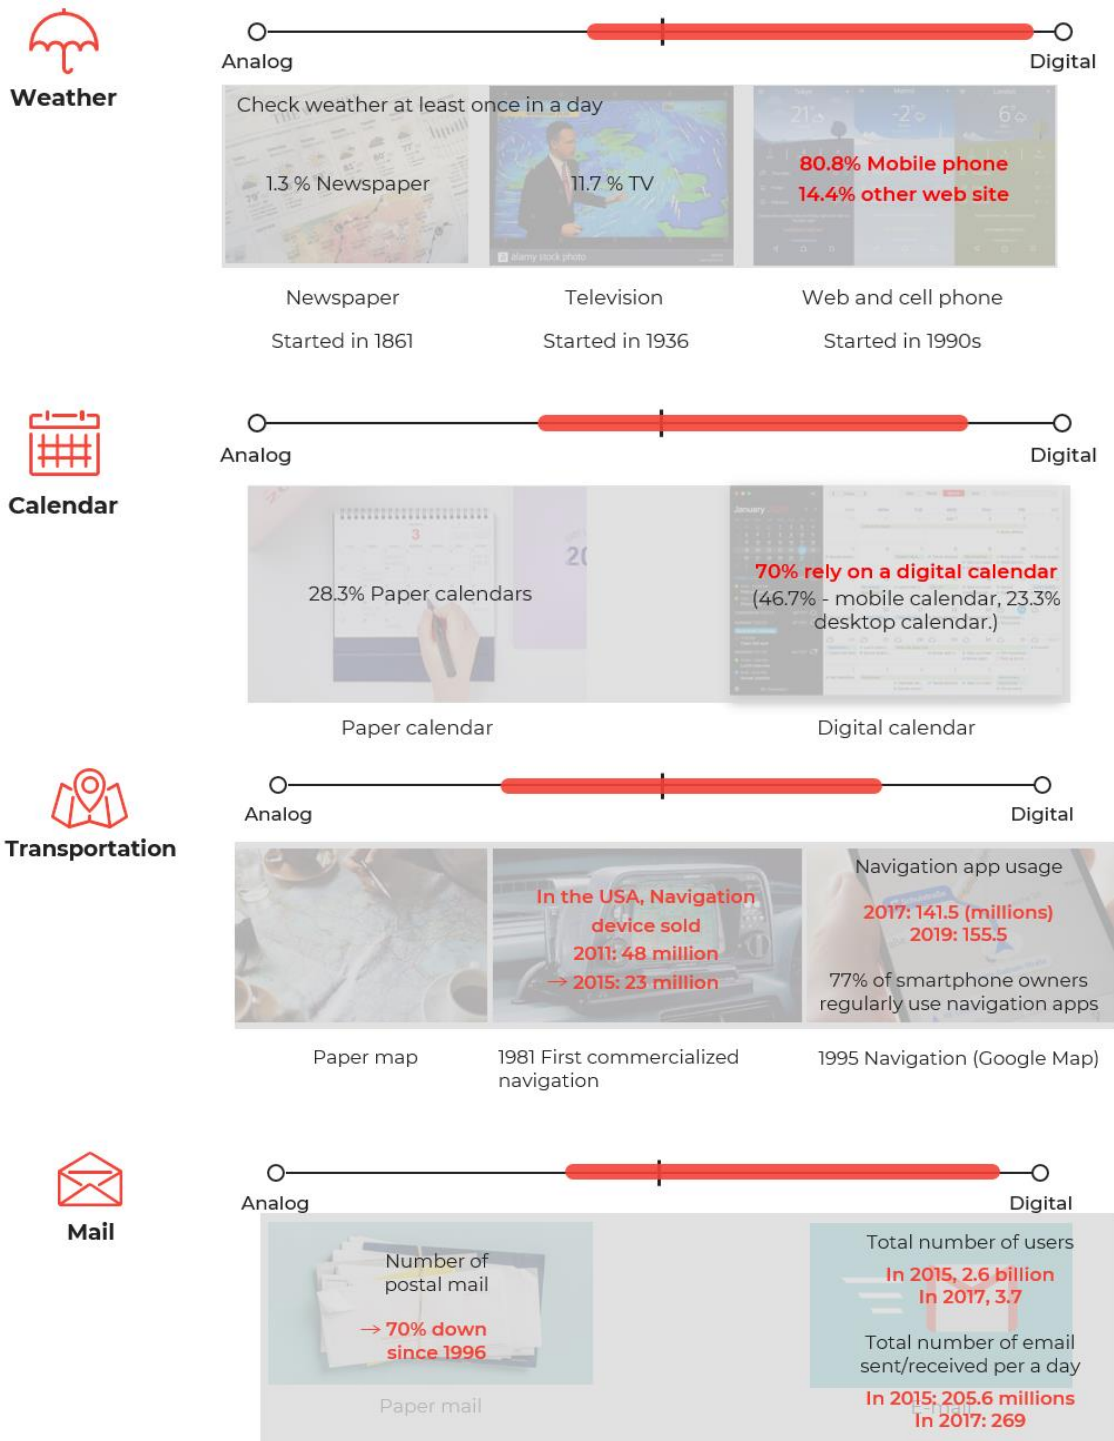 Weather
Analog
Digital
Check weather at least once in a day
1.3 % Newspaper
11.7 % TV
80.8% Mobile phone
14.4% other web site
alamy stock photo
Newspaper
Television
Web and cell phone
Started in 1861
Started in 1936
Started in 1990s
Calendar
Analog
Digital
3
20
January
28.3% Paper calendars
70% rely on a digital calendar
(46.7% - mobile calendar, 23.3%
desktop calendar.)
Paper calendar
Digital calendar
Transportation
Analog
Digital
In the USA, Navigation
device sold
2011: 48 million
→ 2015: 23 million
Navigation app usage
2017: 141.5 (millions)
2019: 155.5
77% of smartphone owners
regularly use navigation apps
Paper map
1981 First commercialized
navigation
1995 Navigation (Google Map)
Mail
Analog
Digital
Number of
postal mail
→ 70% down
since 1996
Paper mail
Total number of users
In 2015, 2.6 billion
In 2017, 3.7
Total number of email
sent/received per a day
In 2015: 205.6 millions
E-mail
In 2017: 269